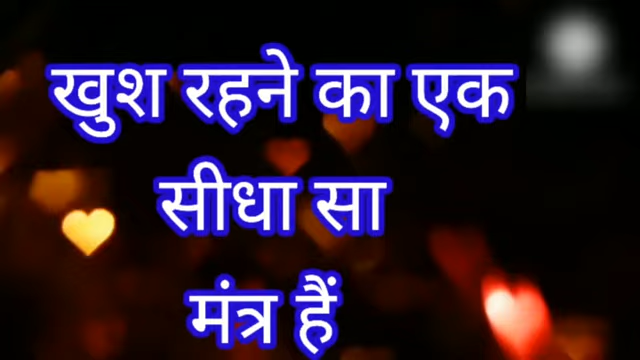 खुश रहने का एक
सीधा सा
मंत्र हैं